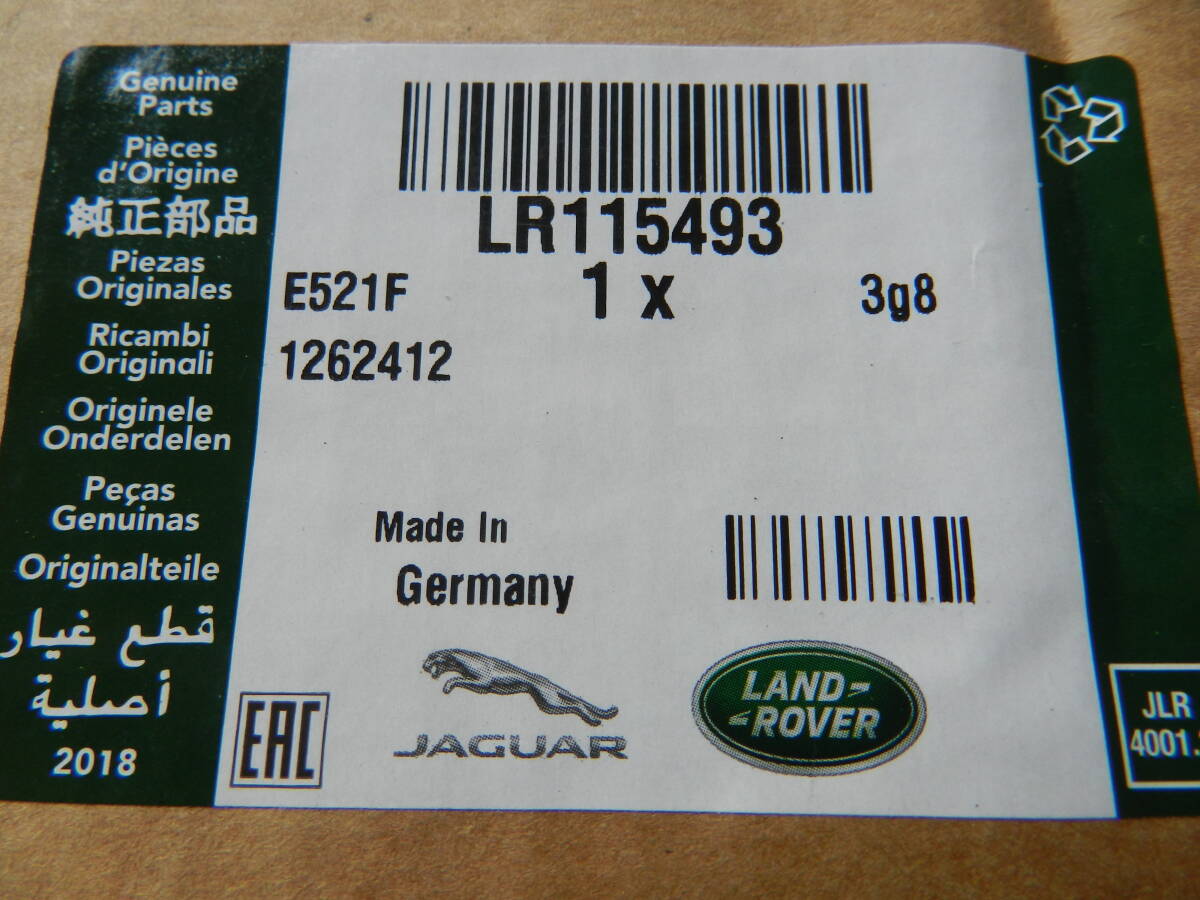 Genuine
Parts
Pièces
d'Origine
純正部品
Piezas
Originales
Ricambi
Originali
Originele
Onderdelen
Peças
Genuinas
Originalteile
قطع غيار
أصلية
2018
LR115493
E521F
1 x
3g8
1262412
Made In
Germany
EAC
JAGUAR
LAND-
-ROVER
JLR
4001.